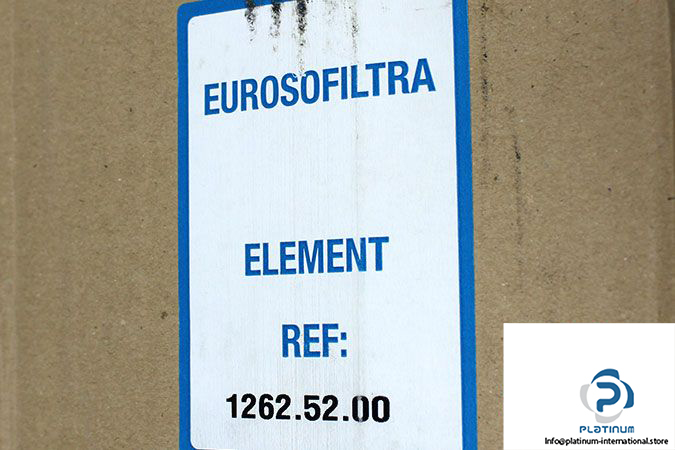 EUROSOFILTRA
ELEMENT
REF:
1262.52.00
PLATINUM
Info@platinum-international.store